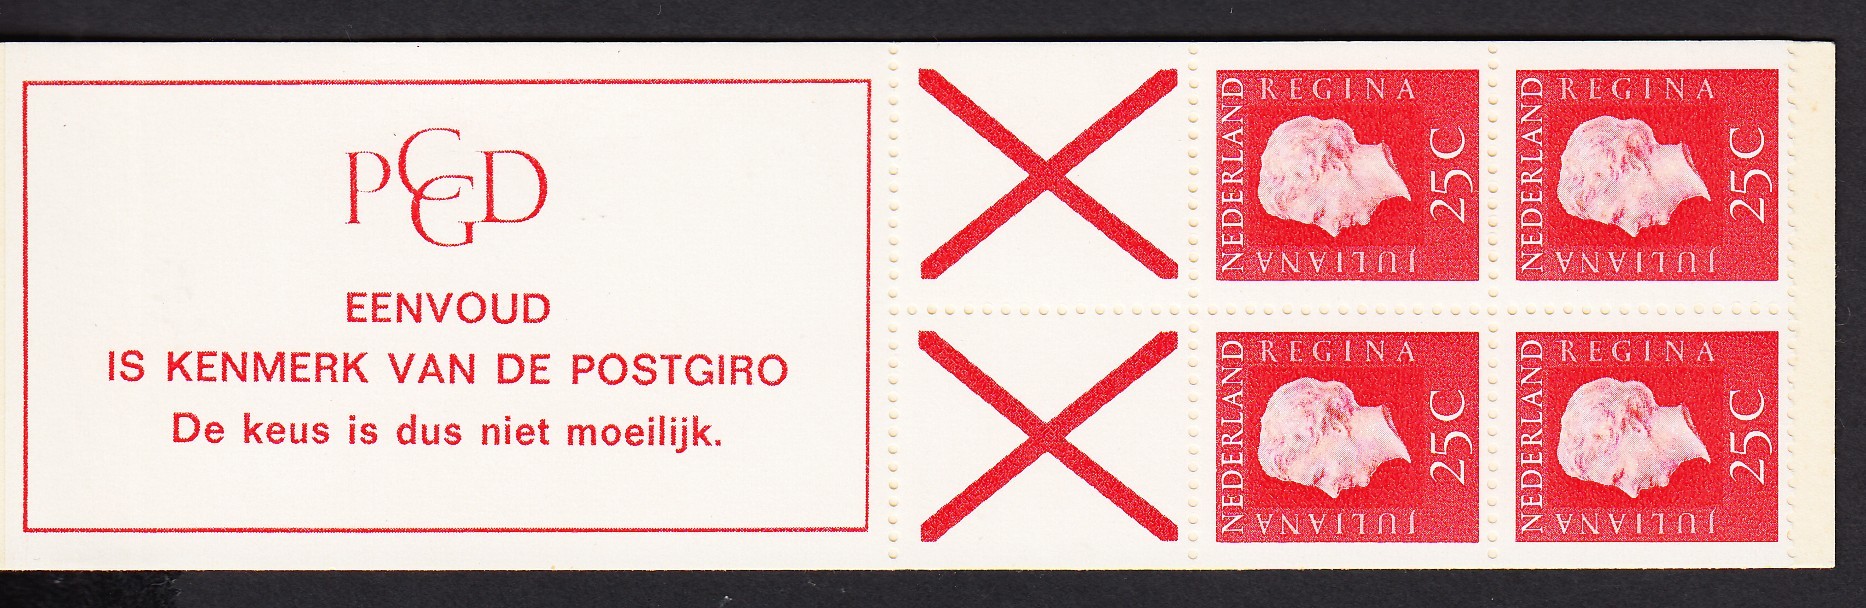 PCGD
EENVOUD
IS KENMERK VAN DE POSTGIRO
De keus is dus niet moeilijk.
NEDERLAND
REGINA
JULIANA
25C
NEDERLAND
REGINA
JULIANA
25C
NEDERLAND
REGINA
JULIANA
25C
NEDERLAND
REGINA
JULIANA
25C